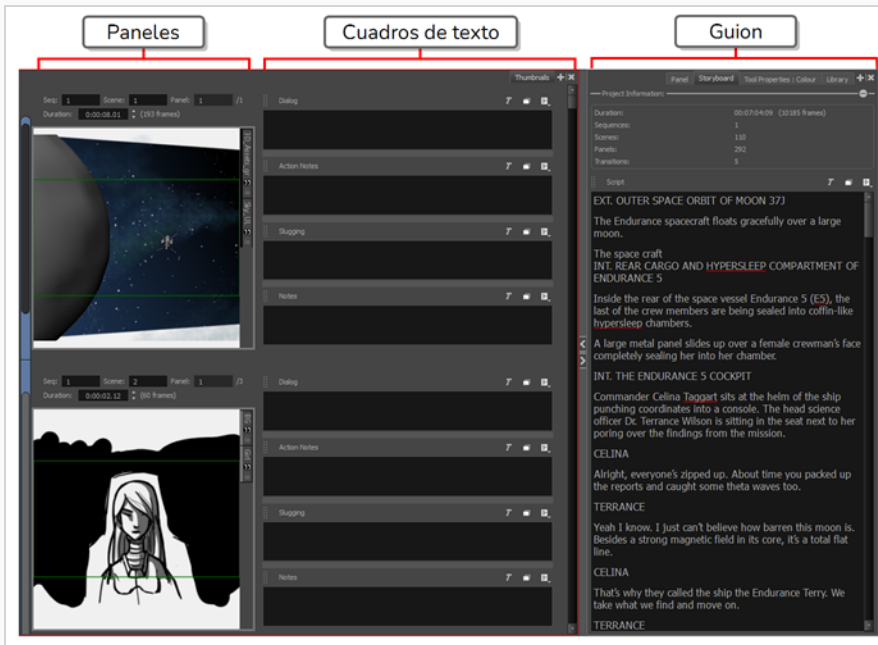 Paneles
Cuadros de texto
Guion
Thumbnails
Seq: 1 Scene: 1 Panel: 1 /1
Duration: 0:00:08.01 (193 frames)
Dialog
Action Notes
Slugging
Notes
Seq: 1 Scene: 2 Panel: 1 /3
Duration: 0:00:02.12 (60 frames)
Dialog
Action Notes
Slugging
Notes
Panel Storyboard Tool Properties : Colour Library
Project Information:
Duration: 00:07:04:09 (10185 frames)
Sequences: 1
Scenes: 110
Panels: 292
Transitions: 5
Script
EXT. OUTER SPACE ORBIT OF MOON 37J
The Endurance spacecraft floats gracefully over a large
moon.
The space craft
INT. REAR CARGO AND HYPERSLEEP COMPARTMENT OF
ENDURANCE 5
Inside the rear of the space vessel Endurance 5 (E5), the
last of the crew members are being sealed into coffin-like
hypersleep chambers.
A large metal panel slides up over a female crewman's face
completely sealing her into her chamber.
INT. THE ENDURANCE 5 COCKPIT
Commander Celina Taggart sits at the helm of the ship
punching coordinates into a console. The head science
officer Dr. Terrance Wilson is sitting in the seat next to her
poring over the findings from the mission.
CELINA
Alright, everyone's zipped up. About time you packed up
the reports and caught some theta waves too.
TERRANCE
Yeah I know. I just can't believe how barren this moon is.
Besides a strong magnetic field in its core, it's a total flat
line.
CELINA
That's why they called the ship the Endurance Terry. We
take what we find and move on.
TERRANCE